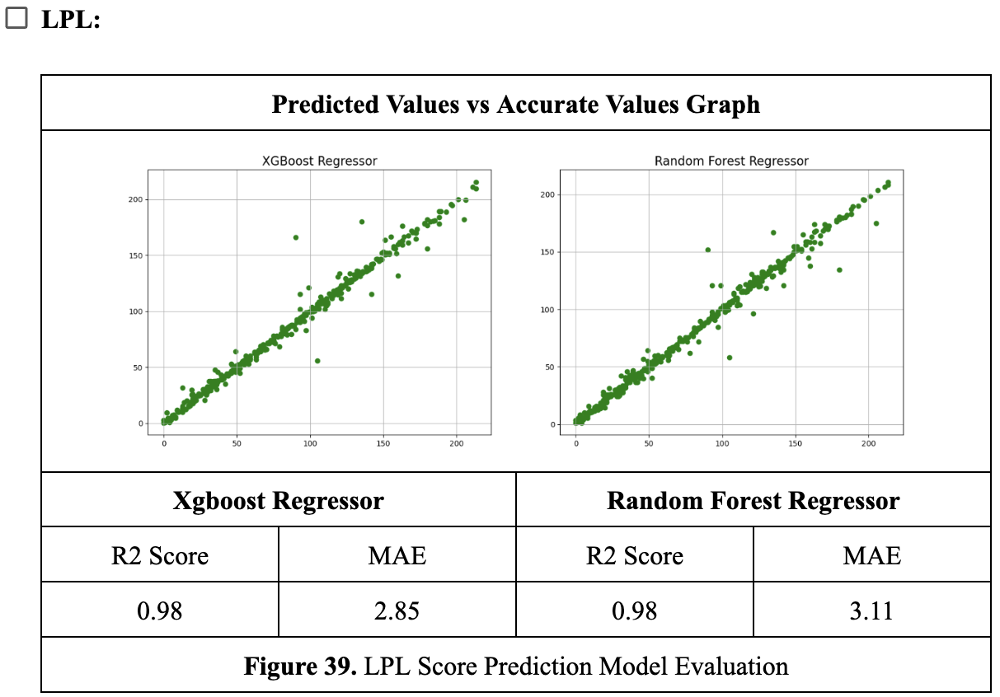 LPL:
Predicted Values vs Accurate Values Graph
XGBoost Regressor
200
150
100
50
0
0 50 100 150 200
Random Forest Regressor
200
150
100
50
0
0 50 100 150 200
Xgboost Regressor Random Forest Regressor
R2 Score MAE R2 Score MAE
0.98 2.85 0.98 3.11
Figure 39. LPL Score Prediction Model Evaluation